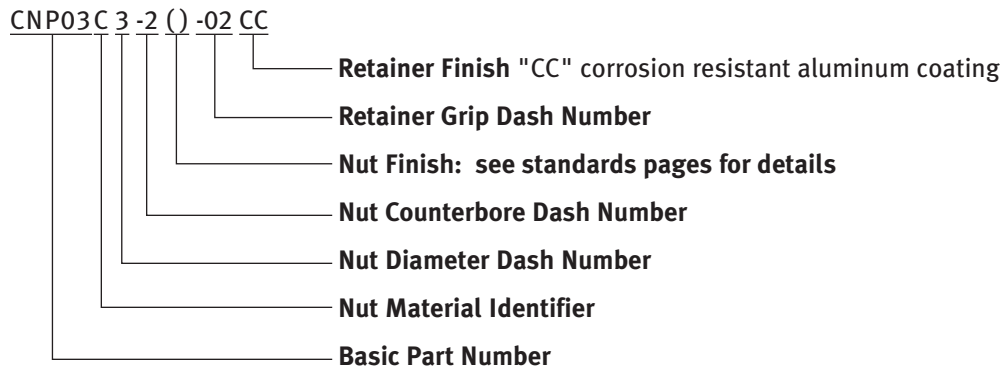 CNP03 C 3 -2 () -02 CC
Retainer Finish "CC" corrosion resistant aluminum coating
Retainer Grip Dash Number
Nut Finish: see standards pages for details
Nut Counterbore Dash Number
Nut Diameter Dash Number
Nut Material Identifier
Basic Part Number